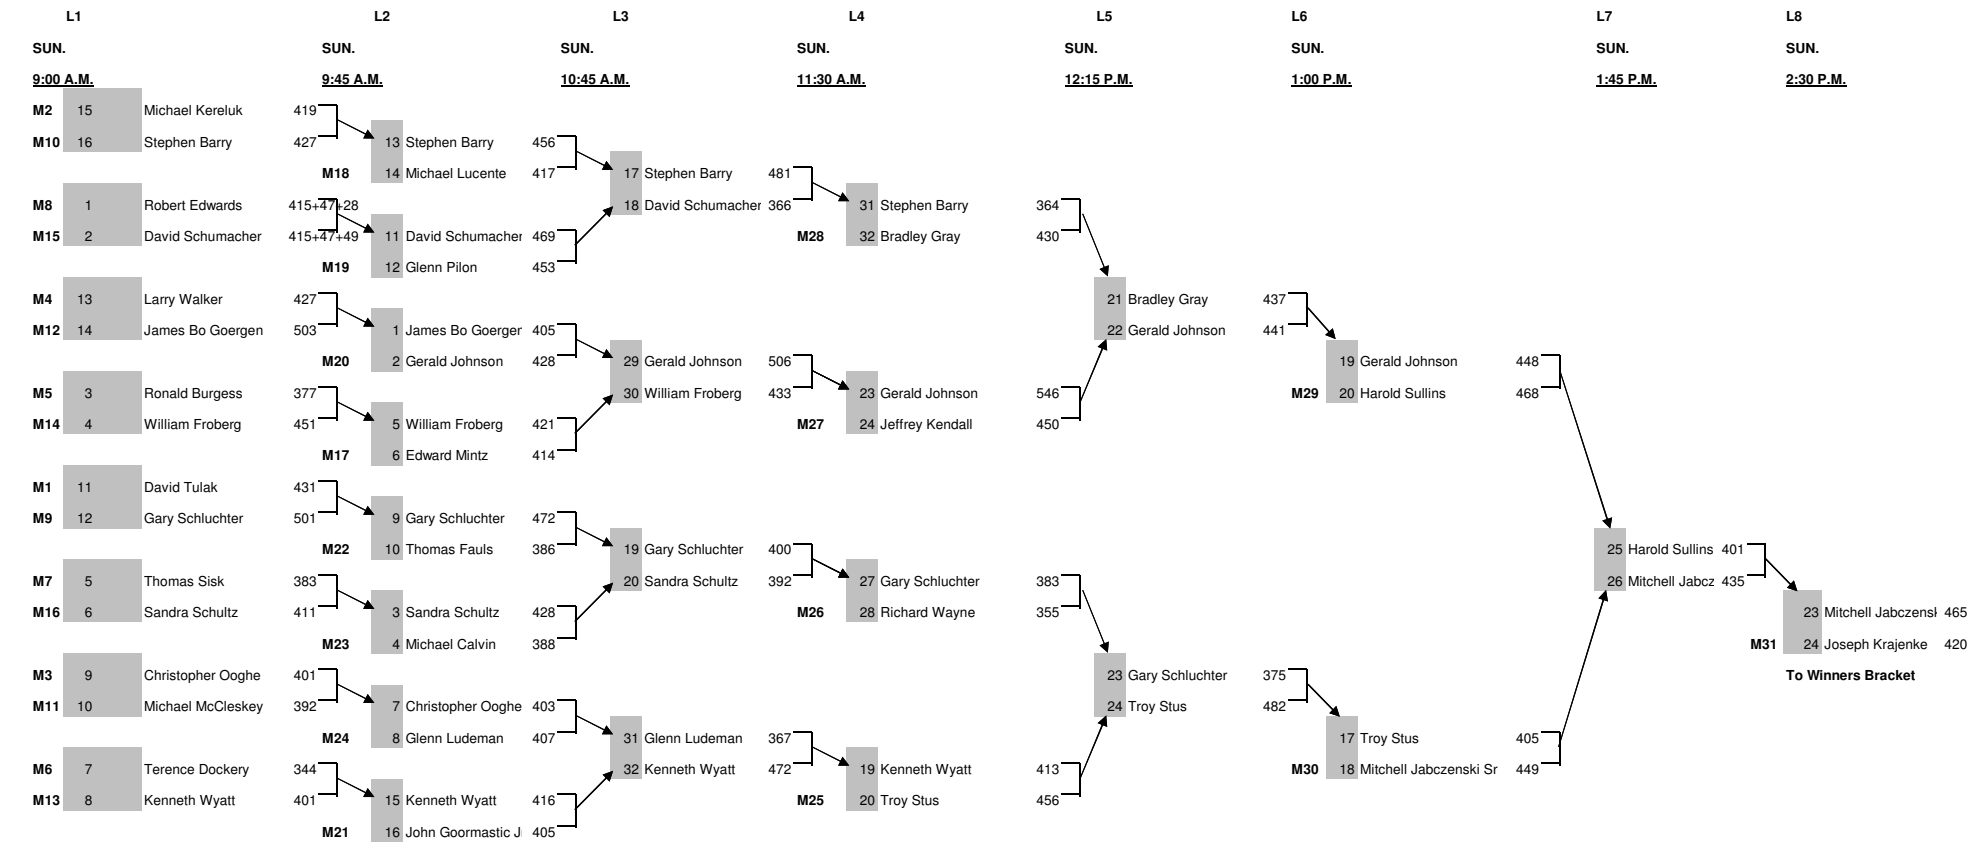 L1 L2 L3 L4 L5 L6 L7 L8
SUN. SUN. SUN. SUN. SUN. SUN. SUN. SUN.
9:00 A.M. 9:45 A.M. 10:45 A.M. 11:30 A.M. 12:15 P.M. 1:00 P.M. 1:45 P.M. 2:30 P.M.
M2 15 Michael Kereluk 419
M10 16 Stephen Barry 427 13 Stephen Barry 456
M18 14 Michael Lucente 417 17 Stephen Barry 481
M8 1 Robert Edwards 415+47+28 18 David Schumacher 366 31 Stephen Barry 364
M15 2 David Schumacher 415+47+49 11 David Schumacher 469 M28 32 Bradley Gray 430
M19 12 Glenn Pilon 453
M4 13 Larry Walker 427 21 Bradley Gray 437
M12 14 James Bo Goergen 503 1 James Bo Goerger 405 22 Gerald Johnson 441
M20 2 Gerald Johnson 428 29 Gerald Johnson 506 19 Gerald Johnson 448
M5 3 Ronald Burgess 377 30 William Froberg 433 23 Gerald Johnson 546 M29 20 Harold Sullins 468
M14 4 William Froberg 451 5 William Froberg 421 M27 24 Jeffrey Kendall 450
M17 6 Edward Mintz 414
M1 11 David Tulak 431
M9 12 Gary Schluchter 501 9 Gary Schluchter 472
M22 10 Thomas Fauls 386 19 Gary Schluchter 400 25 Harold Sullins 401
M7 5 Thomas Sisk 383 20 Sandra Schultz 392 27 Gary Schluchter 383 26 Mitchell Jabcz 435
M16 6 Sandra Schultz 411 3 Sandra Schultz 428 M26 28 Richard Wayne 355 23 Mitchell Jabczensk 465
M23 4 Michael Calvin 388 M31 24 Joseph Krajenke 420
M3 9 Christopher Ooghe 401 23 Gary Schluchter 375 To Winners Bracket
M11 10 Michael McCleskey 392 7 Christopher Ooghe 403 24 Troy Stus 482
M24 8 Glenn Ludeman 407 31 Glenn Ludeman 367 17 Troy Stus 405
M6 7 Terence Dockery 344 32 Kenneth Wyatt 472 19 Kenneth Wyatt 413 M30 18 Mitchell Jabczenski Sr 449
M13 8 Kenneth Wyatt 401 15 Kenneth Wyatt 416 M25 20 Troy Stus 456
M21 16 John Goormastic J 405